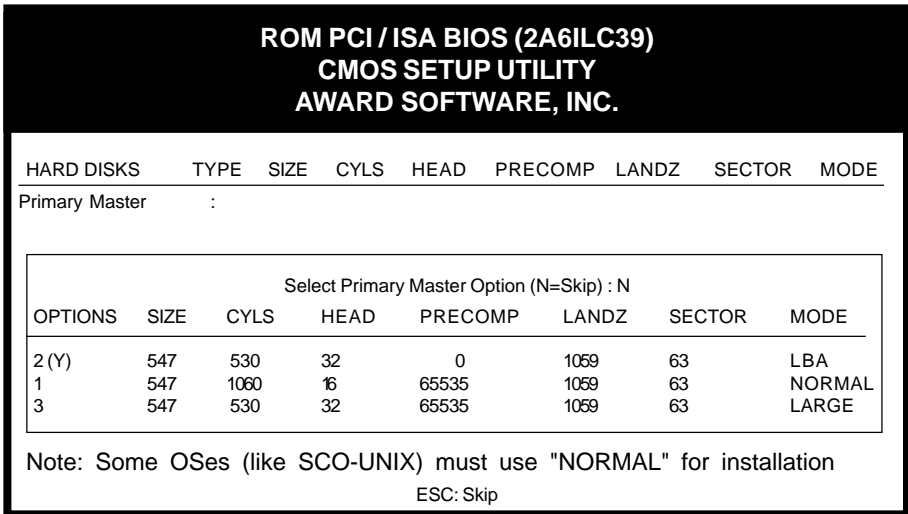 ROM PCI / ISA BIOS (2A6ILC39)
CMOS SETUP UTILITY
AWARD SOFTWARE, INC.
HARD DISKS TYPE SIZE CYLS HEAD PRECOMP LANDZ SECTOR MODE
Primary Master :
Select Primary Master Option (N=Skip) : N
OPTIONS SIZE CYLS HEAD PRECOMP LANDZ SECTOR MODE
2 (Y) 547 530 32 0 1059 63 LBA
1 547 1060 16 65535 1059 63 NORMAL
3 547 530 32 65535 1059 63 LARGE
Note: Some OSes (like SCO-UNIX) must use "NORMAL" for installation
ESC: Skip